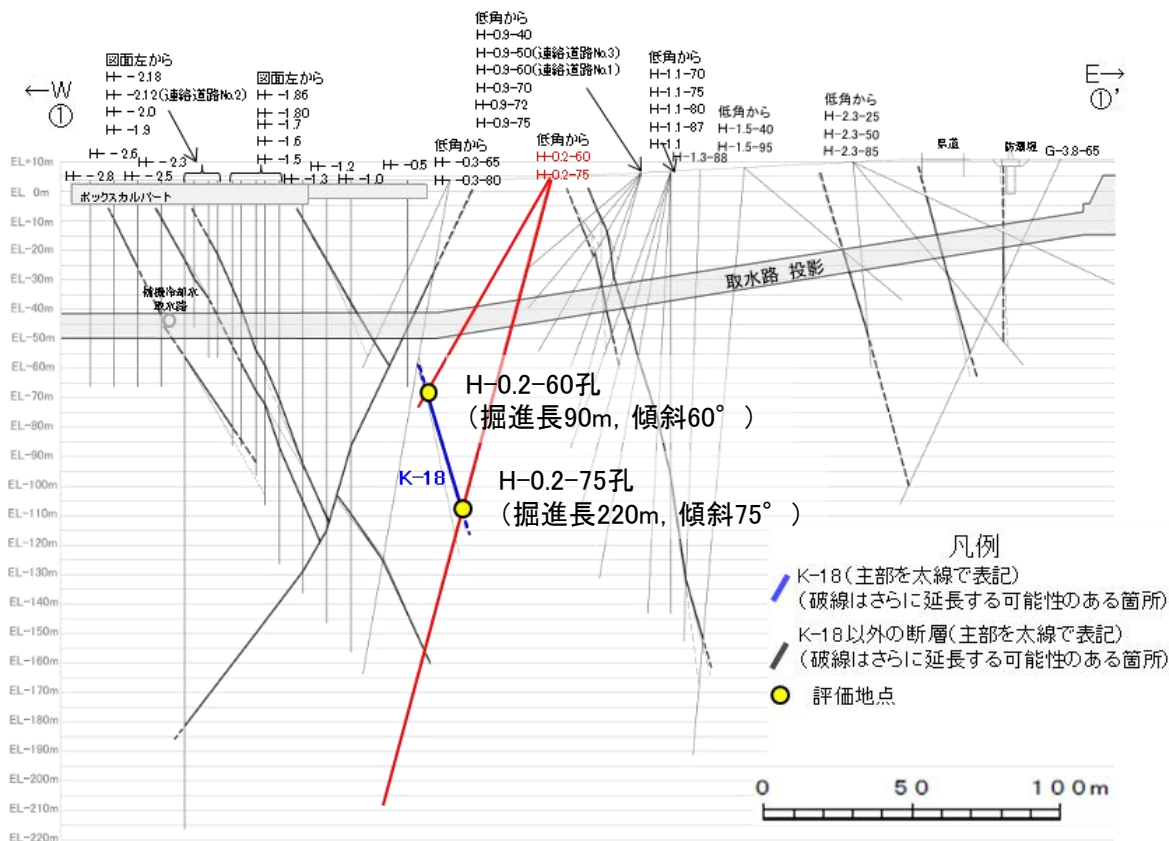 ←W
①
図面左から
H- -2.18
H- -2.12(連絡道路No.2)
H- -2.0
H- -1.9
図面左から
H- -1.86
H- -1.80
H- -1.7
H- -1.6
H- -1.5
低角から
H-0.9-40
H-0.9-50(連絡道路No.3)
H-0.9-60(連絡道路No.1)
H-0.9-70
H-0.9-72
H-0.9-75
低角から
H-1.1-70
H-1.1-75
H-1.1-80
H-1.1-87
H-1.1
低角から
H-1.5-40
H-1.5-95
低角から
H-2.3-25
H-2.3-50
H-2.3-85
E→
①'
県道
防潮堤
G-3.8-65
H- -2.6
H- -2.3
H- -2.8
H- -2.5
H- -1.2
H- -0.5
H- -1.3
H- -1.0
低角から
H- -0.3-65
H- -0.3-80
低角から
H-0.2-60
H-0.2-75
H-1.3-88
ボックスカルバート
補機冷却水
取水路
取水路 投影
EL+10m
EL 0m
EL-10m
EL-20m
EL-30m
EL-40m
EL-50m
EL-60m
EL-70m
EL-80m
EL-90m
EL-100m
EL-110m
EL-120m
EL-130m
EL-140m
EL-150m
EL-160m
EL-170m
EL-180m
EL-190m
EL-200m
EL-210m
EL-220m
H-0.2-60孔
(掘進長90m, 傾斜60°)
K-18
H-0.2-75孔
(掘進長220m, 傾斜75°)
凡例
K-18(主部を太線で表記)
(破線はさらに延長する可能性のある箇所)
K-18以外の断層(主部を太線で表記)
(破線はさらに延長する可能性のある箇所)
評価地点
0 50 100m